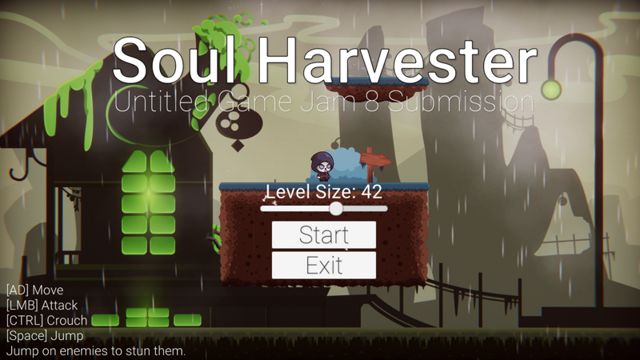 Soul Harvester
Untitled Game Jam 8 Submission
Level Size: 42
Start
Exit
[AD] Move
[LMB] Attack
[CTRL] Crouch
[Space] Jump
Jump on enemies to stun them.